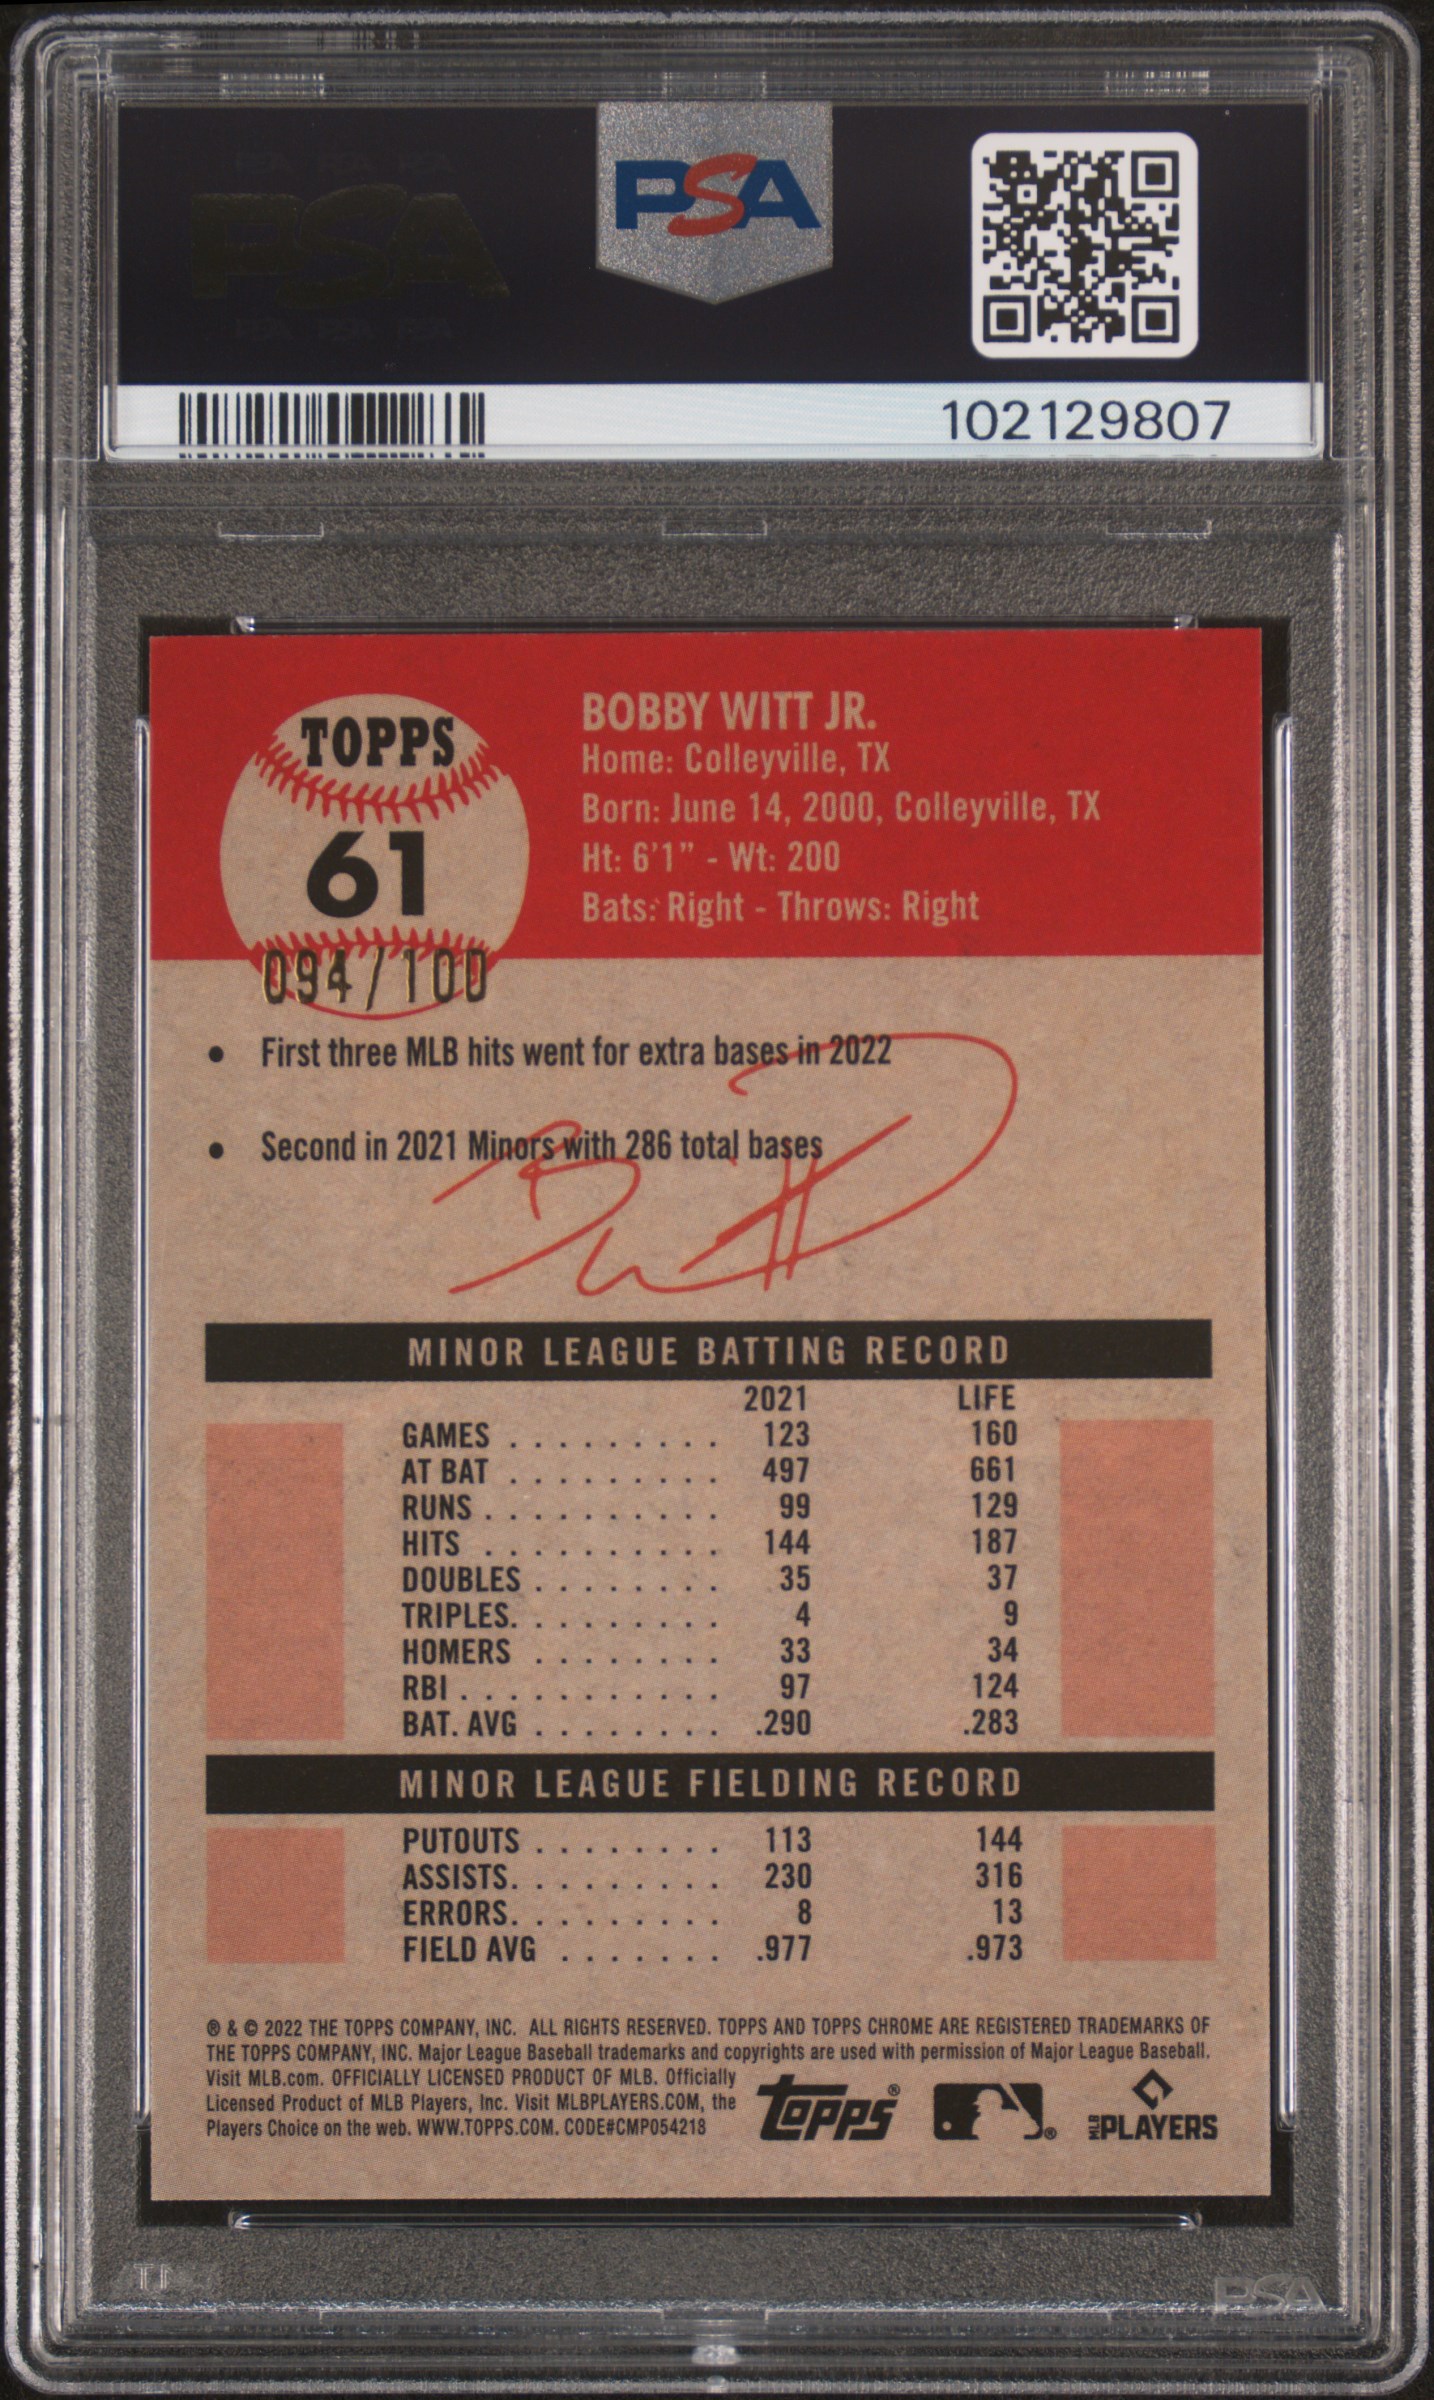 PSA
PSA
102129807
TOPPS
61
094/100
BOBBY WITT JR.
Home: Colleyville, TX
Born: June 14, 2000, Colleyville, TX
Ht: 6'1" - Wt: 200
Bats: Right - Throws: Right
• First three MLB hits went for extra bases in 2022
• Second in 2021 Minors with 286 total bases
MINOR LEAGUE BATTING RECORD
2021 LIFE
GAMES . . . . . . . . . 123 160
AT BAT . . . . . . . . . 497 661
RUNS . . . . . . . . . . 99 129
HITS . . . . . . . . . . 144 187
DOUBLES . . . . . . . . 35 37
TRIPLES. . . . . . . . . 4 9
HOMERS . . . . . . . . 33 34
RBI . . . . . . . . . . . 97 124
BAT. AVG . . . . . . . . .290 .283
MINOR LEAGUE FIELDING RECORD
PUTOUTS . . . . . . . . 113 144
ASSISTS. . . . . . . . . 230 316
ERRORS. . . . . . . . . 8 13
FIELD AVG . . . . . . . .977 .973
® & © 2022 THE TOPPS COMPANY, INC. ALL RIGHTS RESERVED. TOPPS AND TOPPS CHROME ARE REGISTERED TRADEMARKS OF
THE TOPPS COMPANY, INC. Major League Baseball trademarks and copyrights are used with permission of Major League Baseball.
Visit MLB.com. OFFICIALLY LICENSED PRODUCT OF MLB. Officially
Licensed Product of MLB Players, Inc. Visit MLBPLAYERS.COM, the
Players Choice on the web. WWW.TOPPS.COM. CODE#CMP054218
Topps®
MLB PLAYERS
PSA